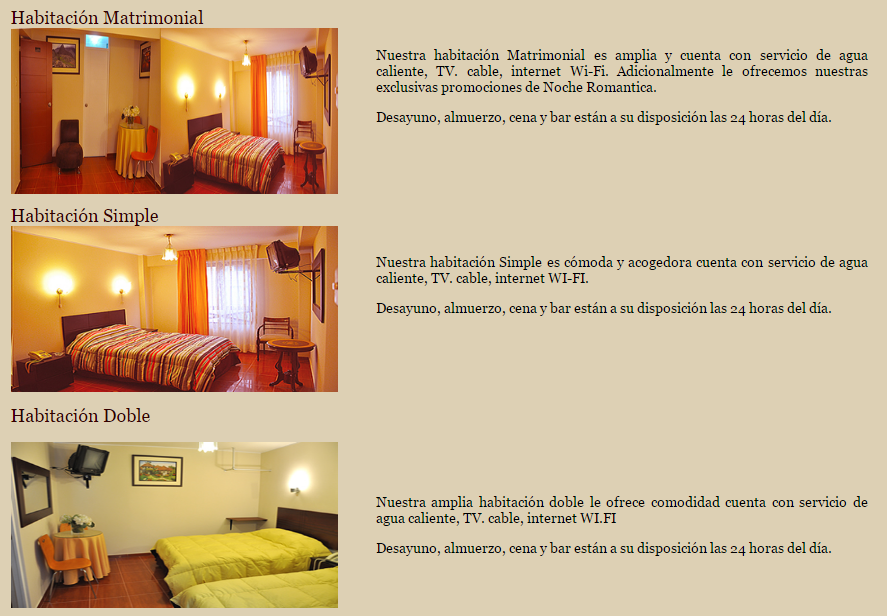 Habitación Matrimonial
Nuestra habitación Matrimonial es amplia y cuenta con servicio de agua
caliente, TV. cable, internet Wi-Fi. Adicionalmente le ofrecemos nuestras
exclusivas promociones de Noche Romantica.
Desayuno, almuerzo, cena y bar están a su disposición las 24 horas del día.
Habitación Simple
Nuestra habitación Simple es cómoda y acogedora cuenta con servicio de agua
caliente, TV. cable, internet WI-FI.
Desayuno, almuerzo, cena y bar están a su disposición las 24 horas del día.
Habitación Doble
Nuestra amplia habitación doble le ofrece comodidad cuenta con servicio de
agua caliente, TV. cable, internet WI.FI
Desayuno, almuerzo, cena y bar están a su disposición las 24 horas del día.